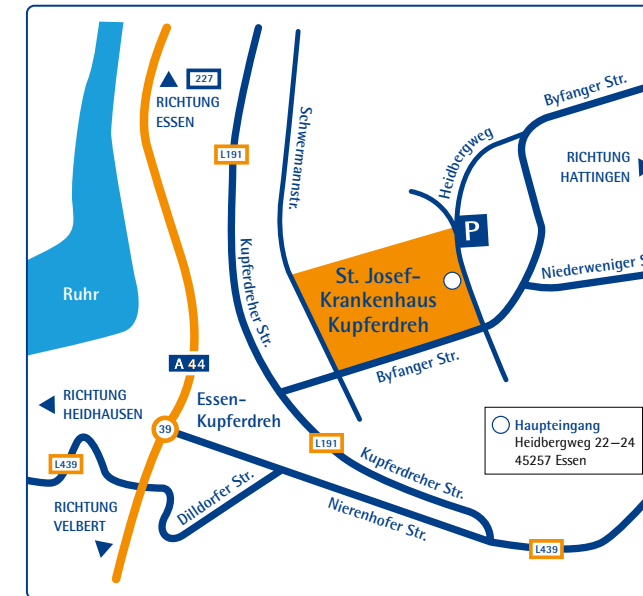 227
RICHTUNG
ESSEN
Byfanger Str.
Schwermannstr.
Heidbergweg
L191
RICHTUNG
HATTINGEN
P
Kupferdreher Str.
St. Josef-
Krankenhaus
Kupferdreh
Niederweniger S
Ruhr
A 44
Byfanger Str.
RICHTUNG
HEIDHAUSEN
Essen-
Kupferdreh
39
L191
Haupteingang
Heidbergweg 22–24
45257 Essen
L439
Kupferdreher Str.
Dilldorfer Str.
Nierenhofer Str.
RICHTUNG
VELBERT
L439